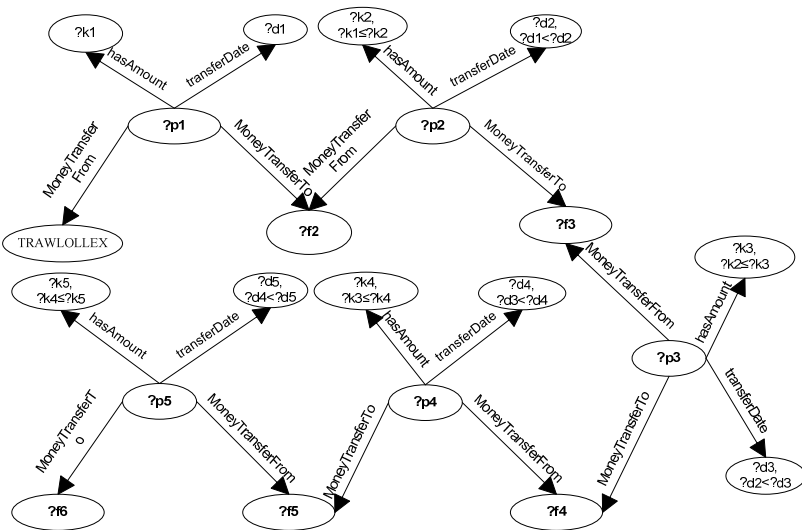 ?k1
?d1
?k2,
?k1≤?k2
?d2,
?d1<?d2
hasAmount
transferDate
hasAmount
transferDate
?p1
?p2
MoneyTransfer
From
MoneyTransferTo
MoneyTransfer
From
MoneyTransferTo
TRAWLOLLEX
?f2
?f3
?k3,
?k2≤?k3
?k5,
?k4≤?k5
?d5,
?d4<?d5
?k4,
?k3≤?k4
?d4,
?d3<?d4
MoneyTransferFrom
hasAmount
hasAmount
transferDate
hasAmount
transferDate
?p3
?p5
?p4
transferDate
MoneyTransferT
o
MoneyTransferFrom
MoneyTransferTo
MoneyTransferFrom
MoneyTransferTo
?d3,
?d2<?d3
?f6
?f5
?f4